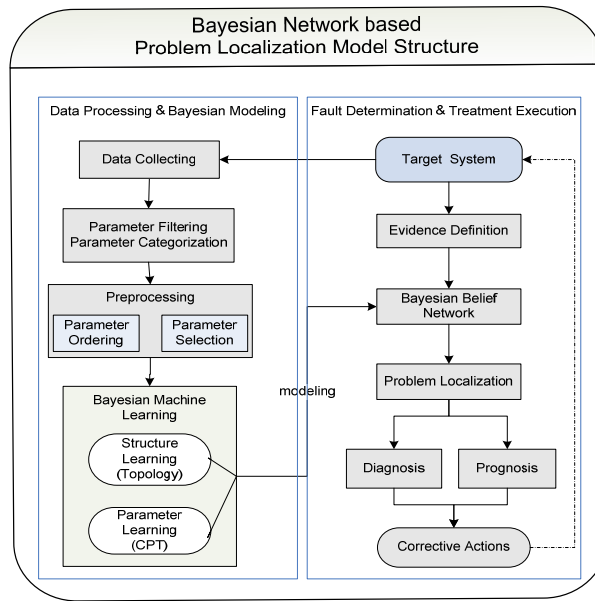 Bayesian Network based
Problem Localization Model Structure
Data Processing & Bayesian Modeling
Data Collecting
Parameter Filtering
Parameter Categorization
Preprocessing
Parameter
Ordering
Parameter
Selection
Bayesian Machine
Learning
Structure
Learning
(Topology)
Parameter
Learning
(CPT)
modeling
Fault Determination & Treatment Execution
Target System
Evidence Definition
Bayesian Belief
Network
Problem Localization
Diagnosis
Prognosis
Corrective Actions